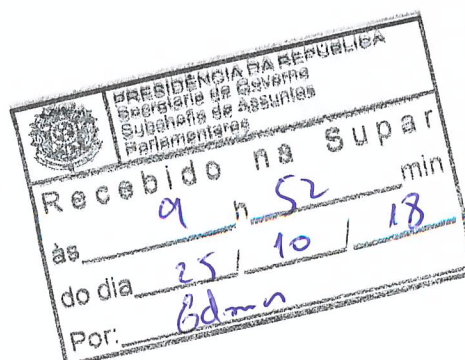 PRESIDÊNCIA DA REPÚBLICA
Secretaria de Governo
Subchefia de Assuntos
Parlamentares
Recebido na Supar
às 9 h 52 min
do dia 25 / 10 / 18
Por: